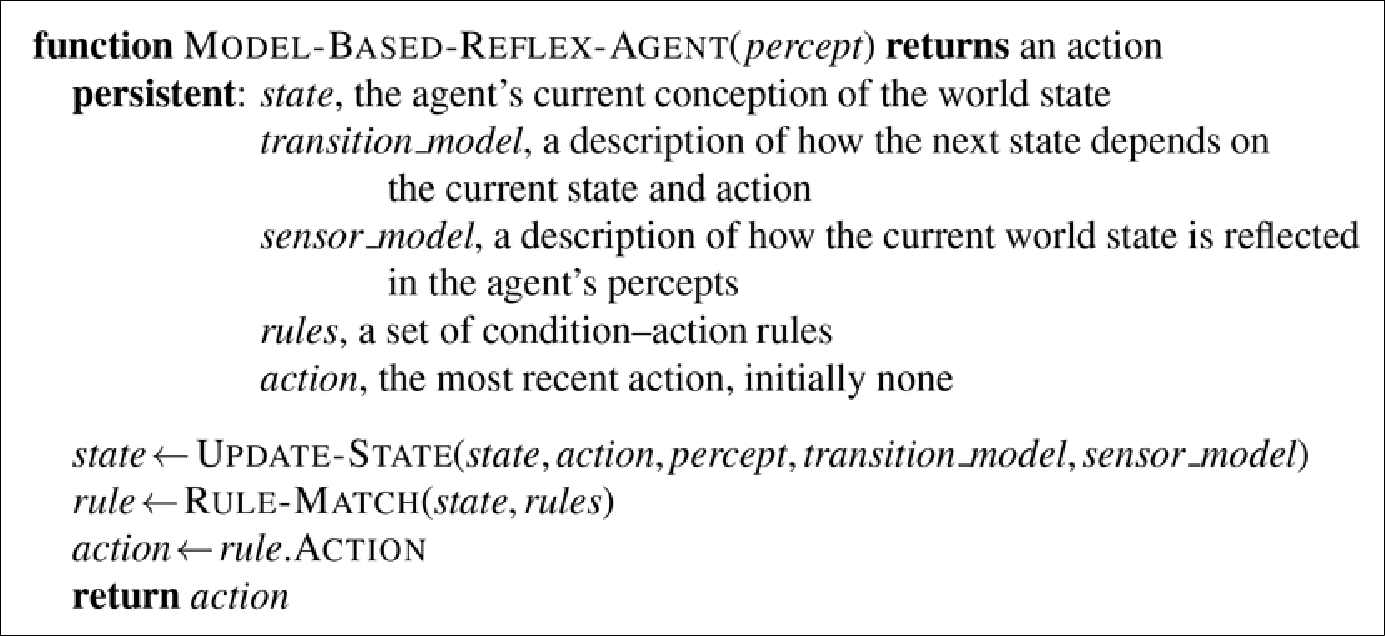 function MODEL-BASED-REFLEX-AGENT(percept) returns an action
persistent: state, the agent’s current conception of the world state
transition_model, a description of how the next state depends on
the current state and action
sensor_model, a description of how the current world state is reflected
in the agent’s percepts
rules, a set of condition–action rules
action, the most recent action, initially none
state ← UPDATE-STATE(state, action, percept, transition_model, sensor_model)
rule ← RULE-MATCH(state, rules)
action ← rule.ACTION
return action